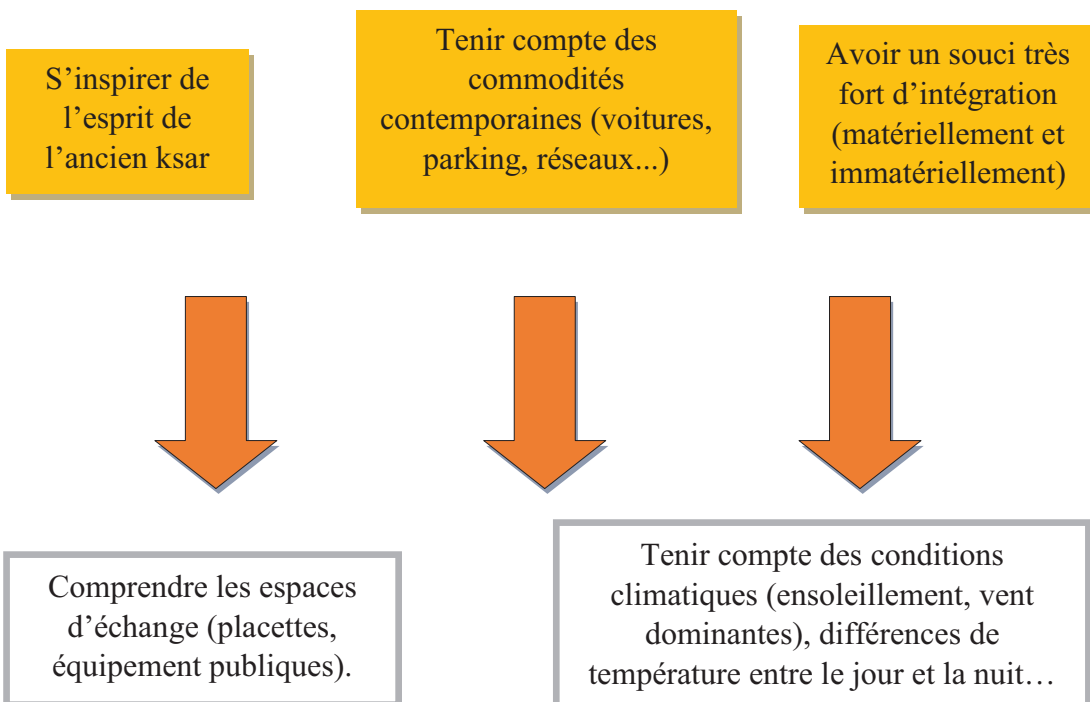 S’inspirer de
l’esprit de
l’ancien ksar
Tenir compte des
commodités
contemporaines (voitures,
parking, réseaux...)
Avoir un souci très
fort d’intégration
(matériellement et
immatériellement)
Comprendre les espaces
d’échange (placettes,
équipement publiques).
Tenir compte des conditions
climatiques (ensoleillement, vent
dominantes), différences de
température entre le jour et la nuit…